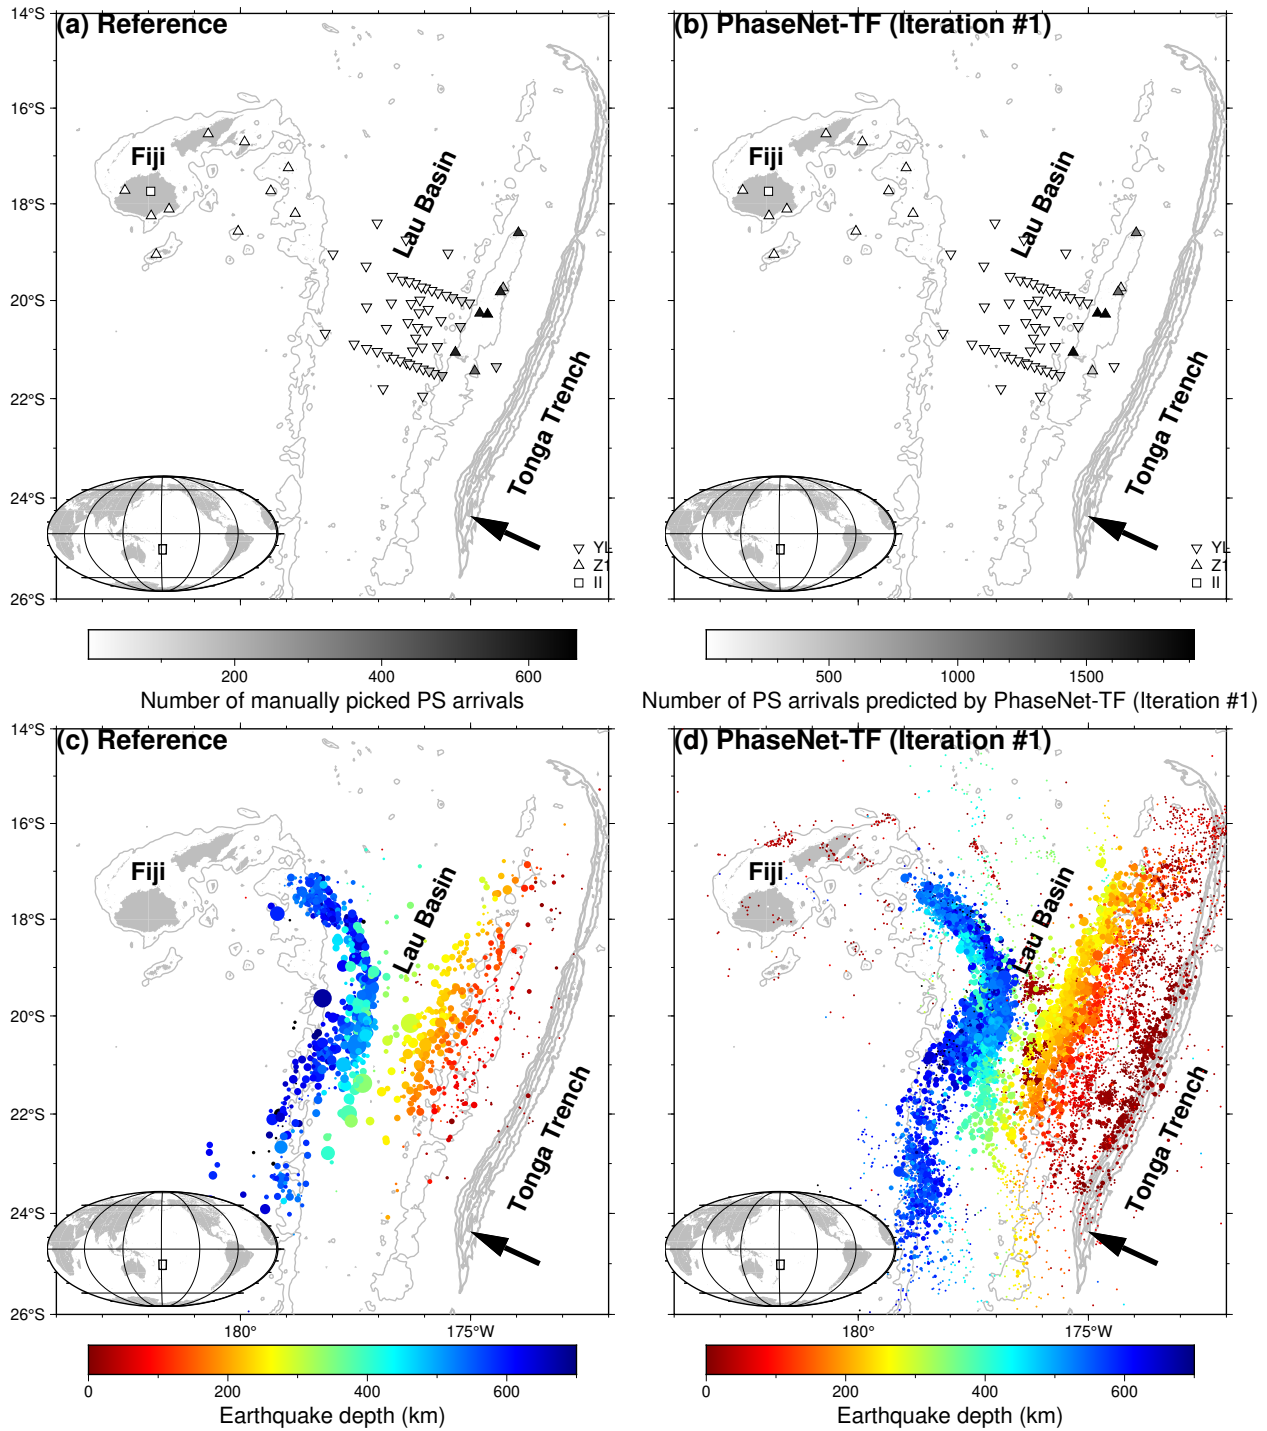 (a) Reference
(b) PhaseNet-TF (Iteration #1)
14°S
16°S
18°S
20°S
22°S
24°S
26°S
Fiji
Lau Basin
Tonga Trench
YL
Z1
II
Fiji
Lau Basin
Tonga Trench
YL
Z1
II
200
400
600
Number of manually picked PS arrivals
500
1000
1500
Number of PS arrivals predicted by PhaseNet-TF (Iteration #1)
(c) Reference
(d) PhaseNet-TF (Iteration #1)
14°S
16°S
18°S
20°S
22°S
24°S
26°S
Fiji
Lau Basin
Tonga Trench
Fiji
Lau Basin
Tonga Trench
180°
175°W
180°
175°W
0
200
400
600
Earthquake depth (km)
0
200
400
600
Earthquake depth (km)